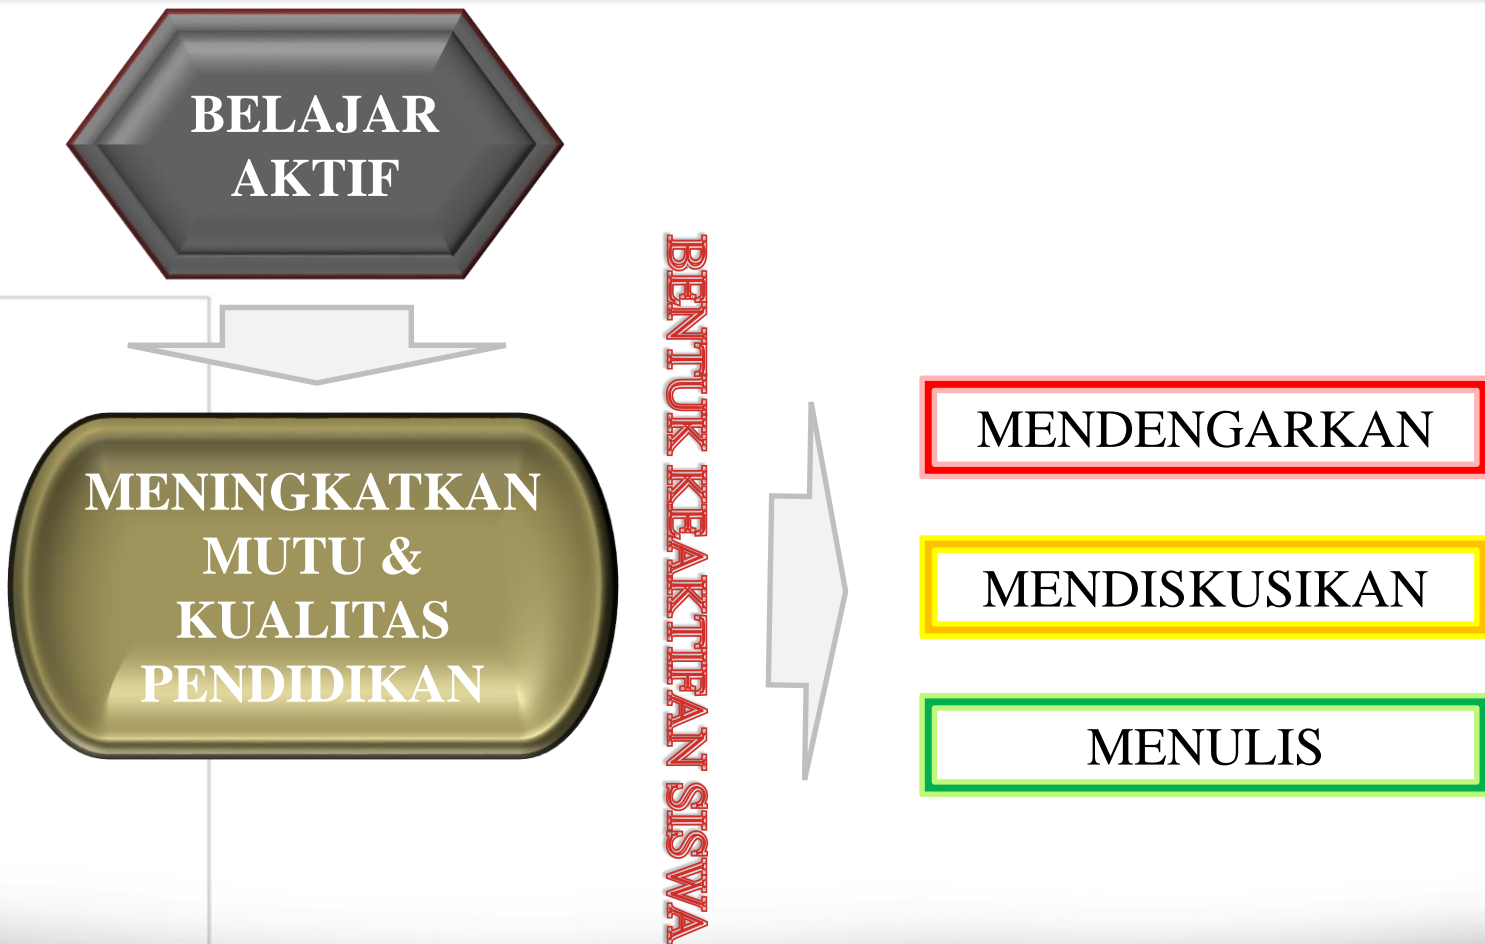 BELAJAR
AKTIF
MENINGKATKAN
MUTU &
KUALITAS
PENDIDIKAN
BENTUK KEAKTIFAN SISWA
MENDENGARKAN
MENDISKUSIKAN
MENULIS